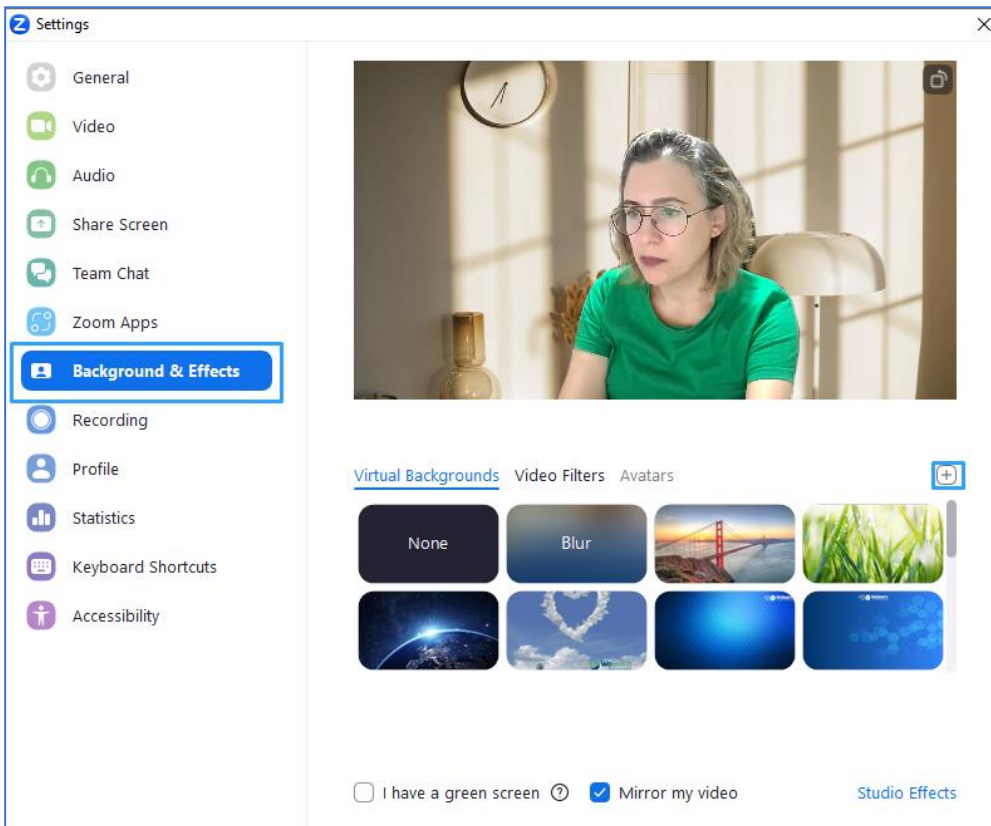 Settings
General
Video
Audio
Share Screen
Team Chat
Zoom Apps
Background & Effects
Recording
Profile
Statistics
Keyboard Shortcuts
Accessibility
Virtual Backgrounds Video Filters Avatars
None Blur
I have a green screen Mirror my video Studio Effects